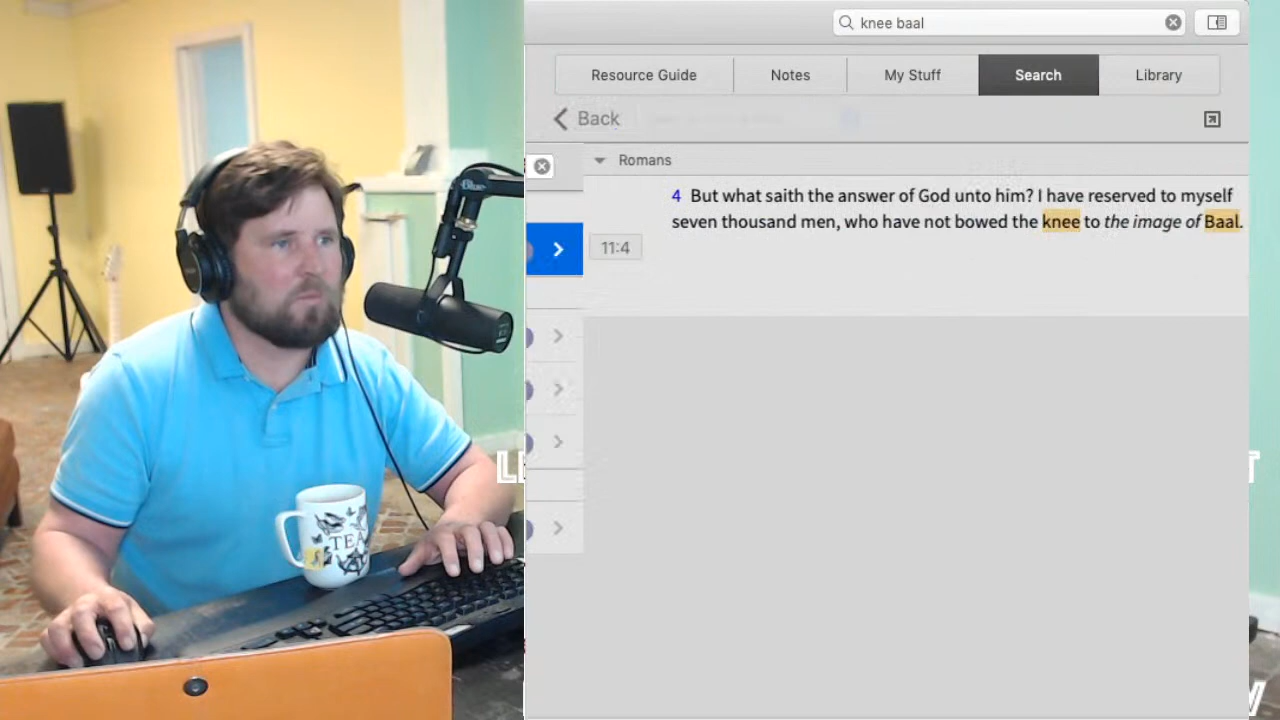 knee baal
Resource Guide
Notes
My Stuff
Search
Library
Back
Romans
4 But what saith the answer of God unto him? I have reserved to myself
seven thousand men, who have not bowed the knee to the image of Baal.
11:4
Blue
TEA